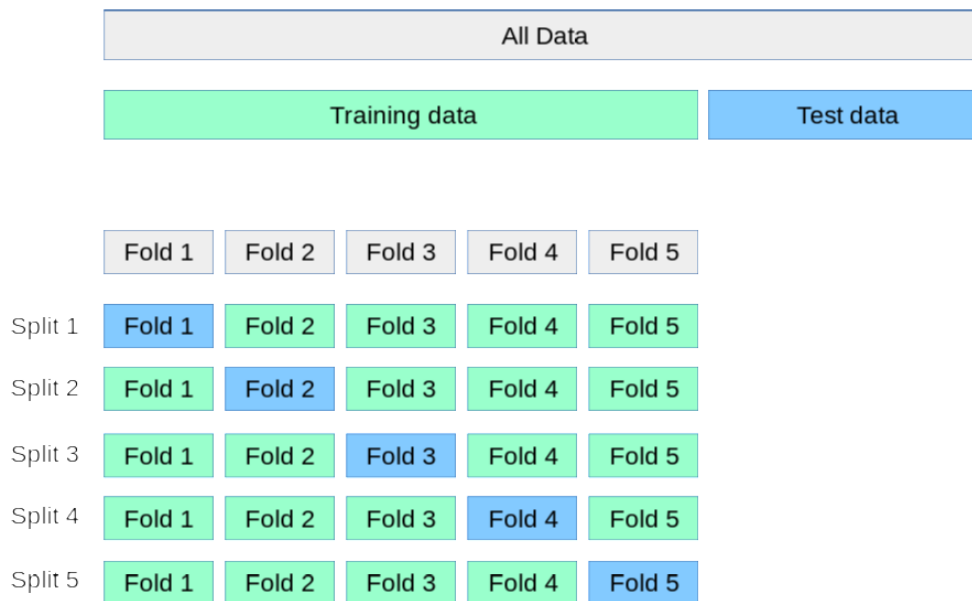 All Data
Training data Test data
Fold 1 Fold 2 Fold 3 Fold 4 Fold 5
Split 1 Fold 1 Fold 2 Fold 3 Fold 4 Fold 5
Split 2 Fold 1 Fold 2 Fold 3 Fold 4 Fold 5
Split 3 Fold 1 Fold 2 Fold 3 Fold 4 Fold 5
Split 4 Fold 1 Fold 2 Fold 3 Fold 4 Fold 5
Split 5 Fold 1 Fold 2 Fold 3 Fold 4 Fold 5